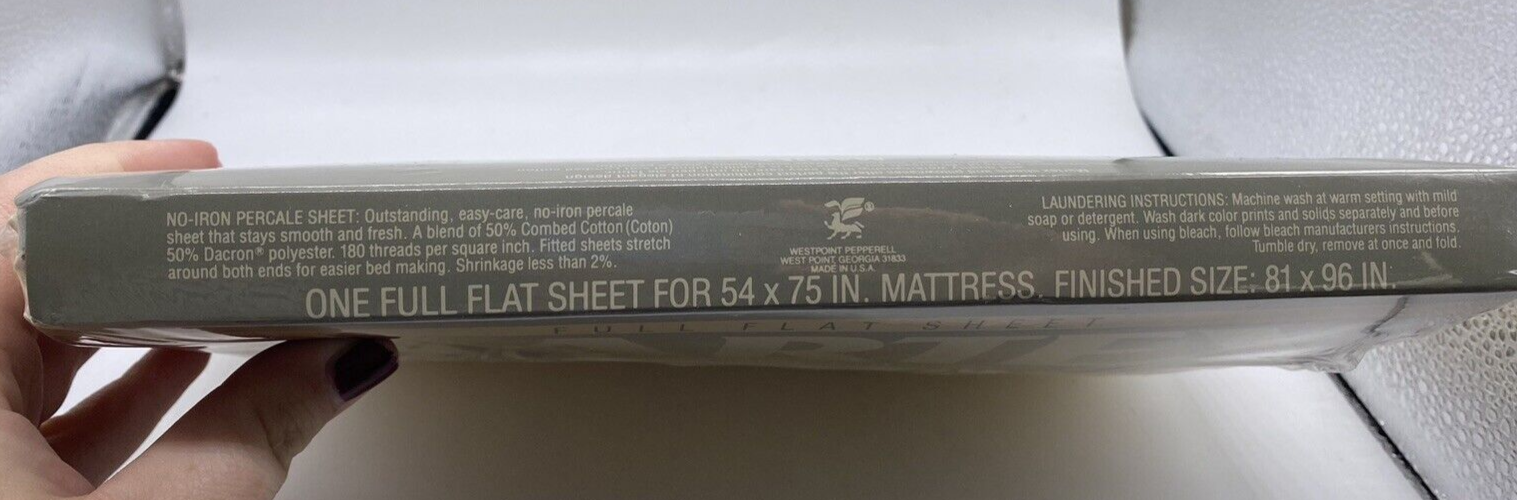 NO-IRON PERCALE SHEET: Outstanding, easy-care, no-iron percale
sheet that stays smooth and fresh. A blend of 50% Combed Cotton (Coton)
50% Dacron® polyester. 180 threads per square inch. Fitted sheets stretch
around both ends for easier bed making. Shrinkage less than 2%.
®
WESTPOINT PEPPERELL
WEST POINT, GEORGIA 31833
MADE IN U.S.A.
LAUNDERING INSTRUCTIONS: Machine wash at warm setting with mild
soap or detergent. Wash dark color prints and solids separately and before
using. When using bleach, follow bleach manufacturers instructions.
Tumble dry, remove at once and fold.
ONE FULL FLAT SHEET FOR 54 x 75 IN. MATTRESS. FINISHED SIZE: 81 x 96 IN.
FULL FLAT SHEET